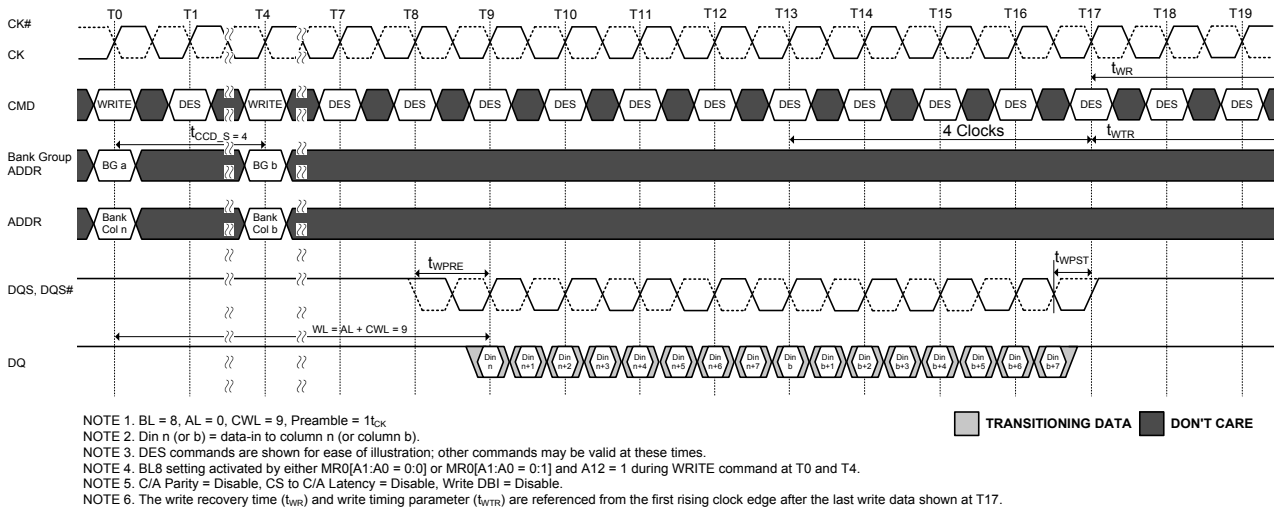 T0 T1 T4 T7 T8 T9 T10 T11 T12 T13 T14 T15 T16 T17 T18 T19
CK#
CK
tWR
CMD WRITE DES WRITE DES DES DES DES DES DES DES DES DES DES DES DES DES
tCCD_S = 4
4 Clocks
tWTR
Bank Group
ADDR
BG a BG b
ADDR
Bank
Col n
Bank
Col b
tWPRE
tWPST
DQS, DQS#
WL = AL + CWL = 9
DQ
Din
n
Din
n+1
Din
n+2
Din
n+3
Din
n+4
Din
n+5
Din
n+6
Din
n+7
Din
b
Din
b+1
Din
b+2
Din
b+3
Din
b+4
Din
b+5
Din
b+6
Din
b+7
NOTE 1. BL = 8, AL = 0, CWL = 9, Preamble = 1tCK
NOTE 2. Din n (or b) = data-in to column n (or column b).
NOTE 3. DES commands are shown for ease of illustration; other commands may be valid at these times.
NOTE 4. BL8 setting activated by either MR0[A1:A0 = 0:0] or MR0[A1:A0 = 0:1] and A12 = 1 during WRITE command at T0 and T4.
NOTE 5. C/A Parity = Disable, CS to C/A Latency = Disable, Write DBI = Disable.
NOTE 6. The write recovery time (tWR) and write timing parameter (tWTR) are referenced from the first rising clock edge after the last write data shown at T17.
TRANSITIONING DATA
DON'T CARE